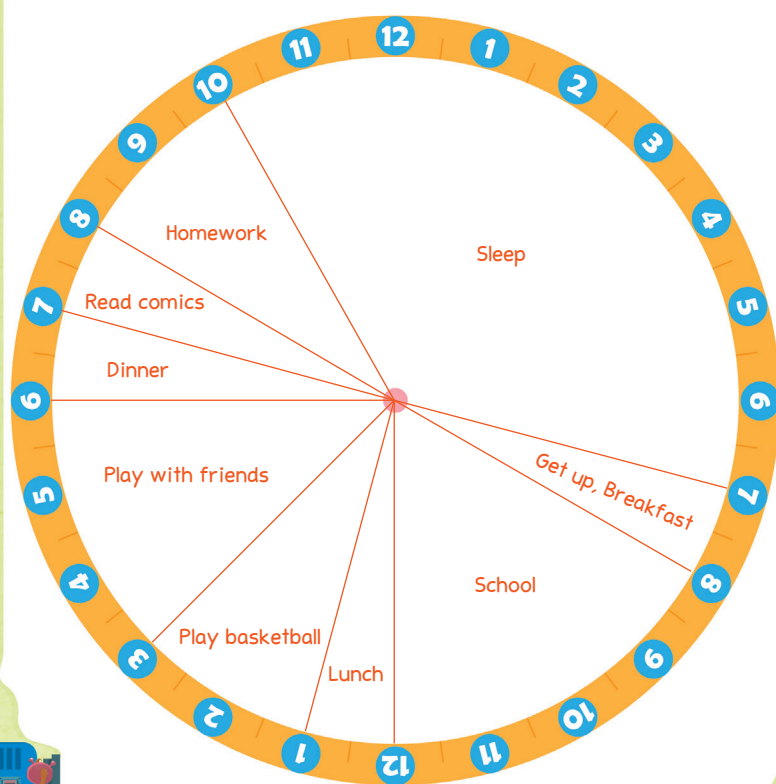 12
1
2
3
4
5
6
7
8
9
10
11
12
1
2
3
4
5
6
7
8
9
10
11
Sleep
Get up, Breakfast
School
Lunch
Play basketball
Play with friends
Dinner
Read comics
Homework